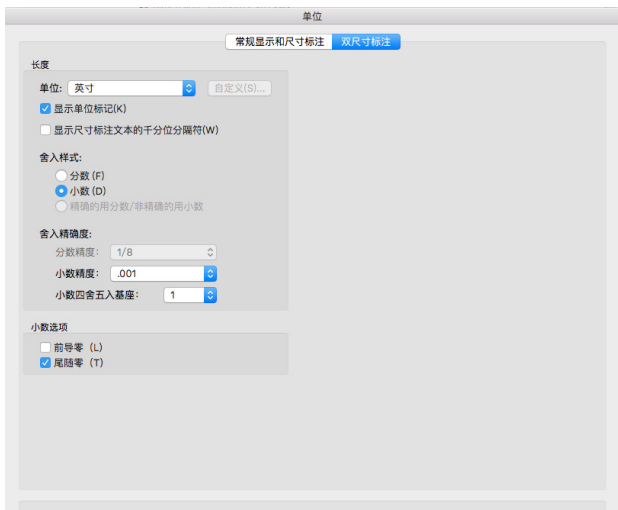 单位
常规显示和尺寸标注 双尺寸标注
长度
单位: 英寸 自定义(S)...
显示单位标记(K)
显示尺寸标注文本的千分位分隔符(W)
舍入样式:
分数 (F)
小数 (D)
精确的用分数/非精确的用小数
舍入精确度:
分数精度: 1/8
小数精度: .001
小数四舍五入基座: 1
小数选项
前导零 (L)
尾随零 (T)